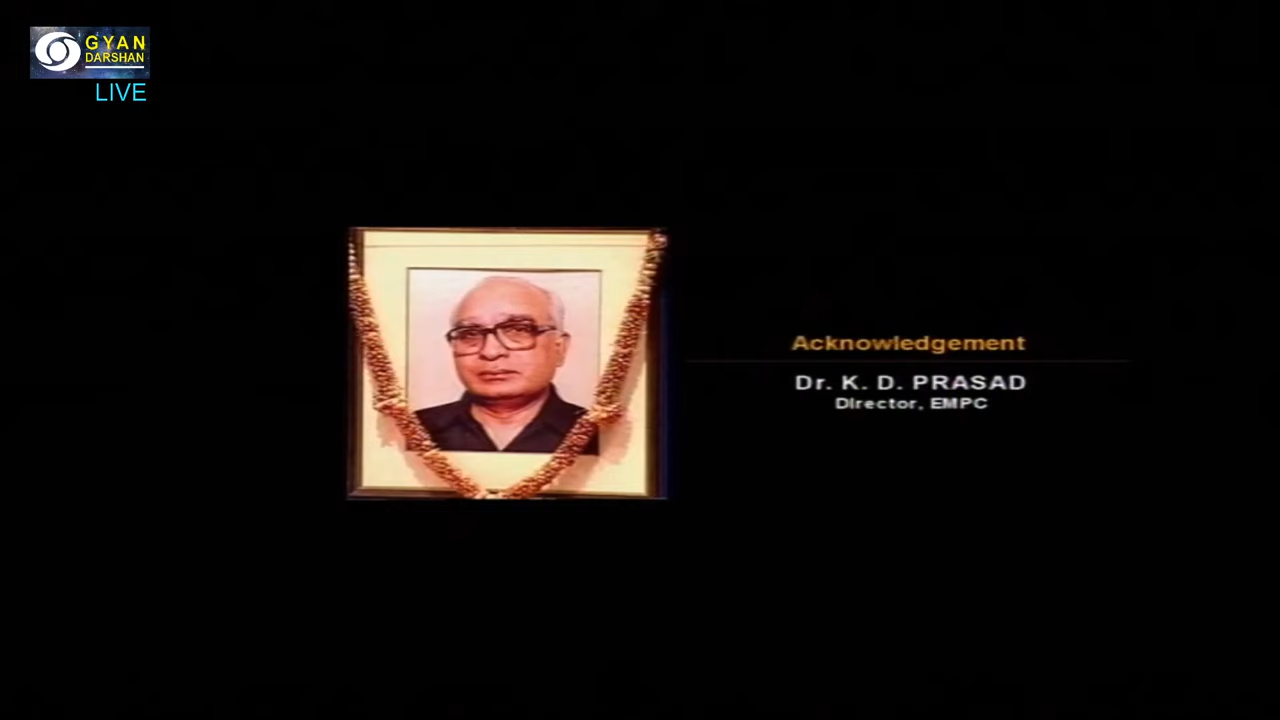 GYAN
DARSHAN
LIVE
Acknowledgement
Dr. K. D. PRASAD
Director, EMPC